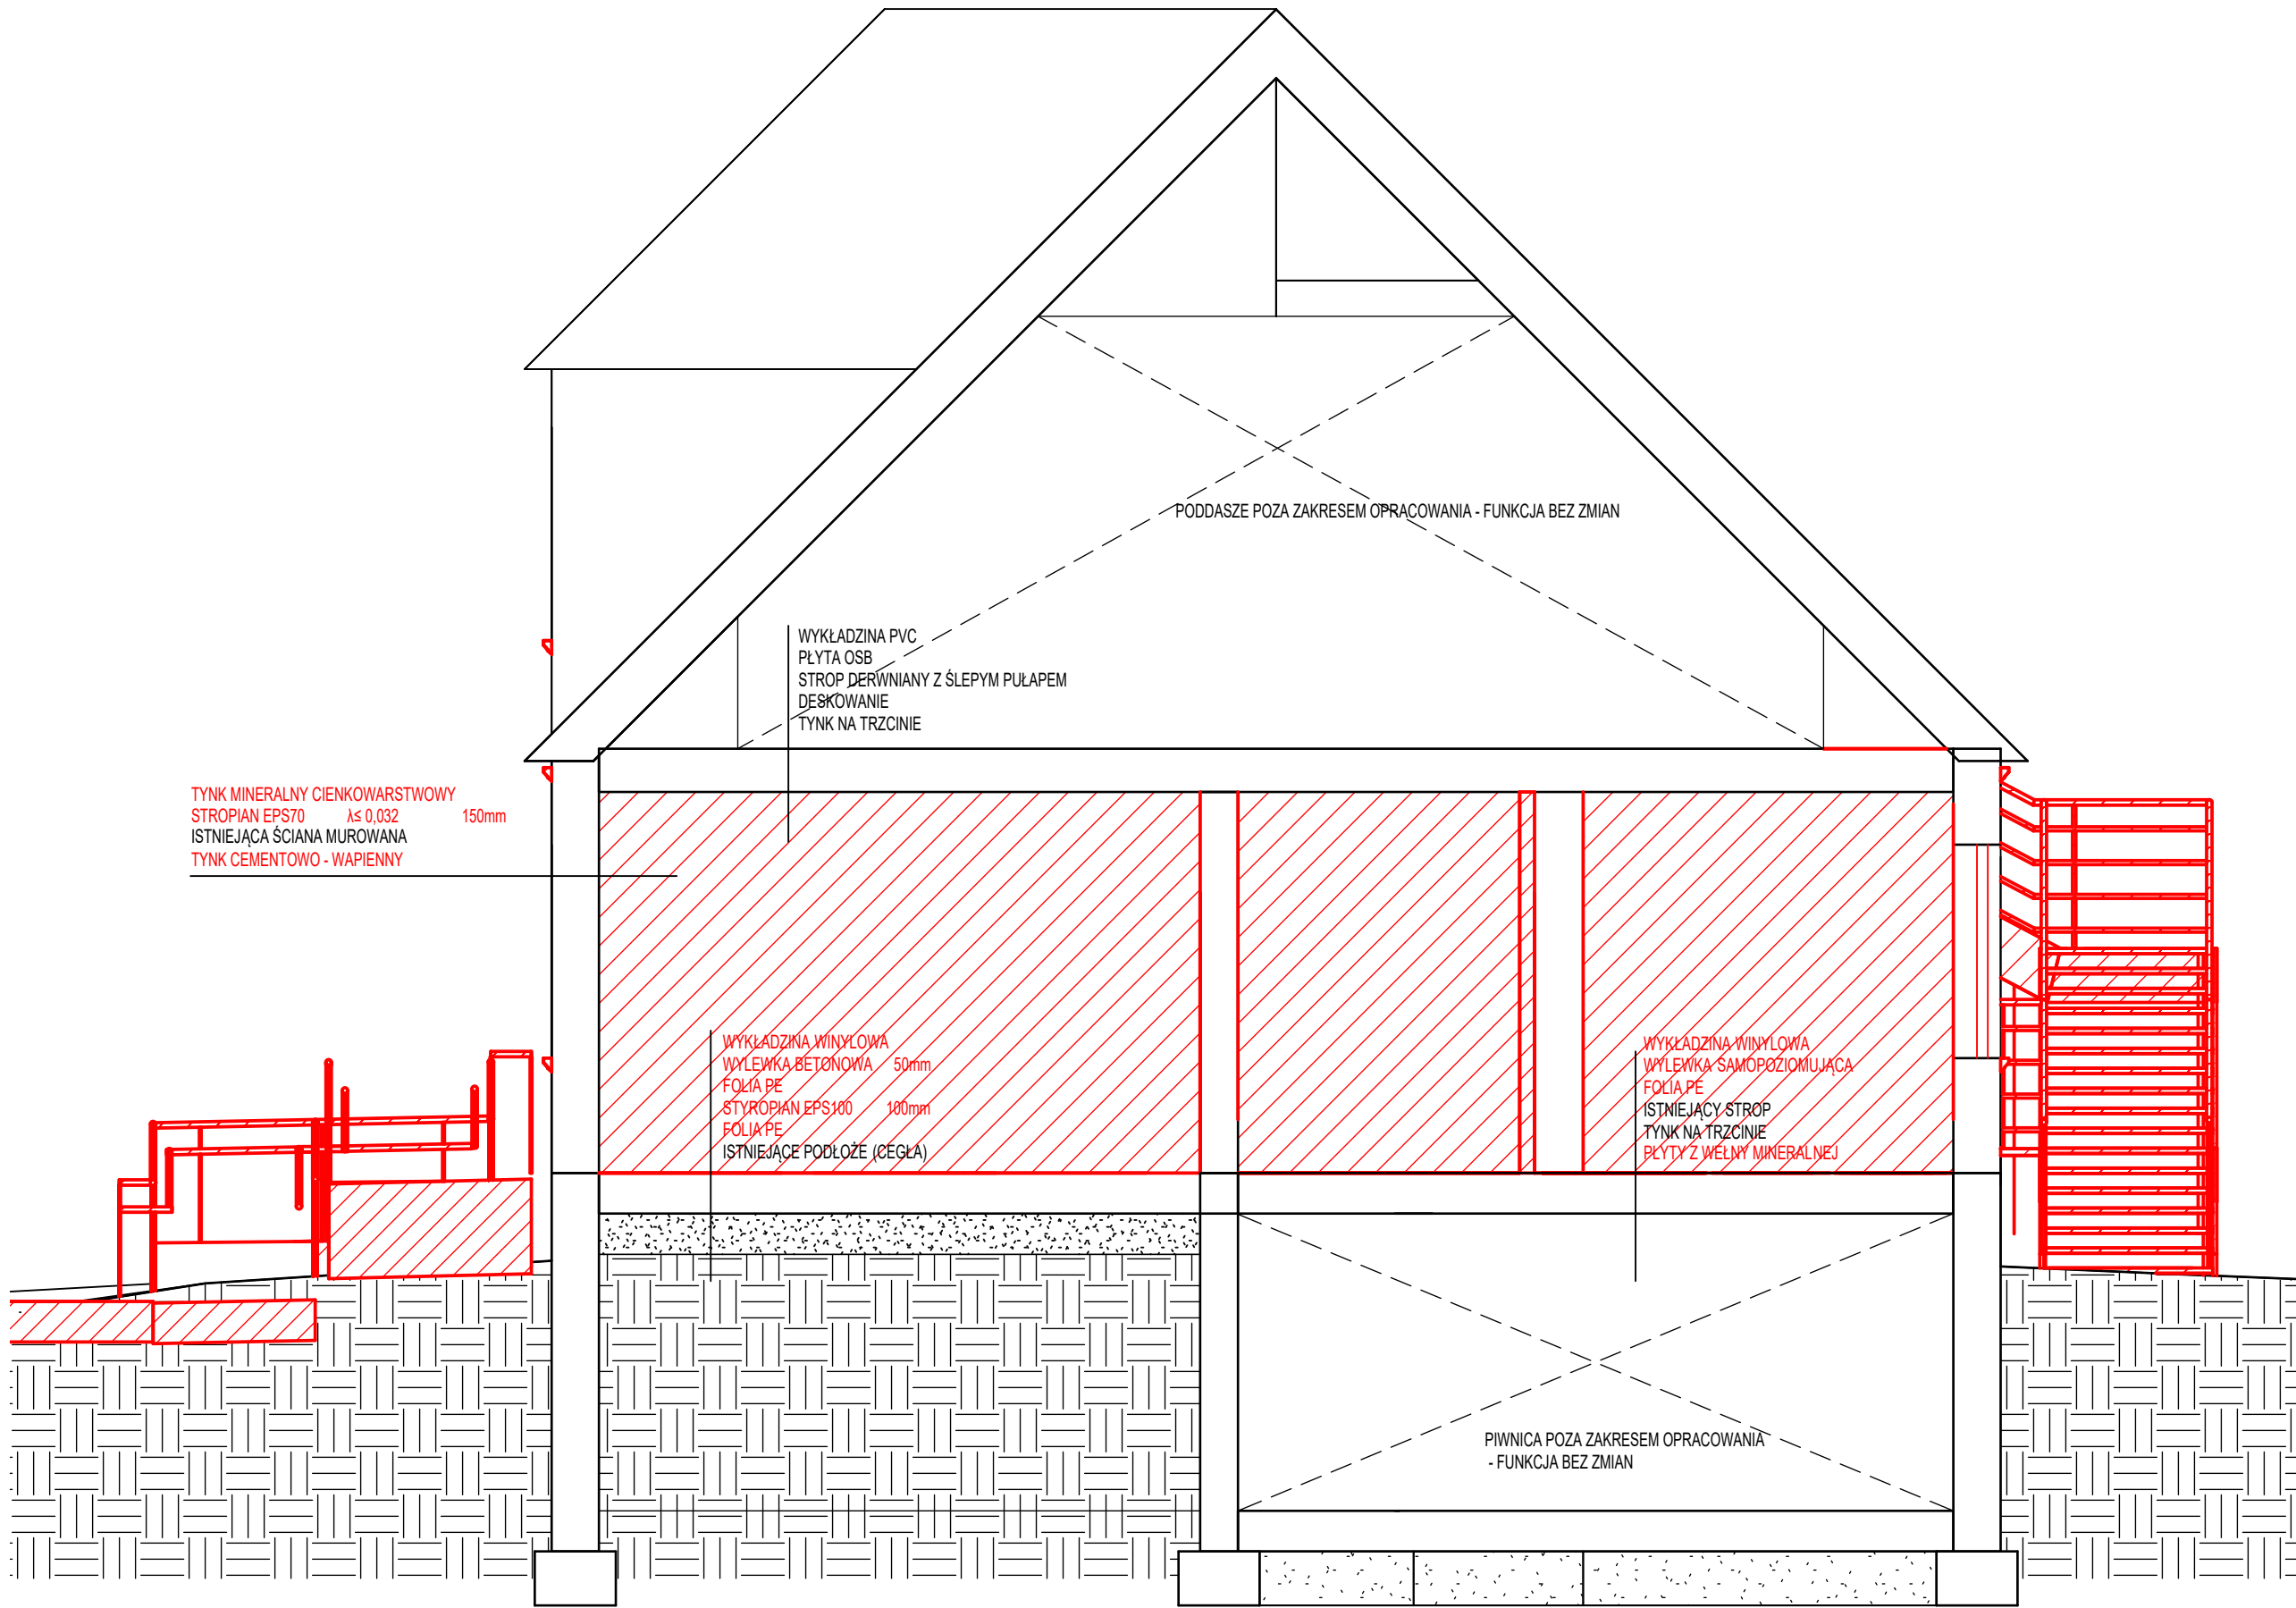 PODDASZE POZA ZAKRESEM OPRACOWANIA - FUNKCJA BEZ ZMIAN
WYKŁADZINA PVC
PŁYTA OSB
STROP DERWNIANY Z ŚLEPYM PUŁAPEM
DESKOWANIE
TYNK NA TRZCINIE
TYNK MINERALNY CIENKOWARSTWOWY
STROPIAN EPS70 λ≤ 0,032 150mm
ISTNIEJĄCA ŚCIANA MUROWANA
TYNK CEMENTOWO - WAPIENNY
WYKŁADZINA WINYLOWA
WYLEWKA BETONOWA 50mm
FOLIA PE
STYROPIAN EPS100 100mm
FOLIA PE
ISTNIEJĄCE PODŁOŻE (CEGŁA)
WYKŁADZINA WINYLOWA
WYLEWKA SAMOPOZIOMUJĄCA
FOLIA PE
ISTNIEJĄCY STROP
TYNK NA TRZCINIE
PŁYTY Z WEŁNY MINERALNEJ
PIWNICA POZA ZAKRESEM OPRACOWANIA
- FUNKCJA BEZ ZMIAN